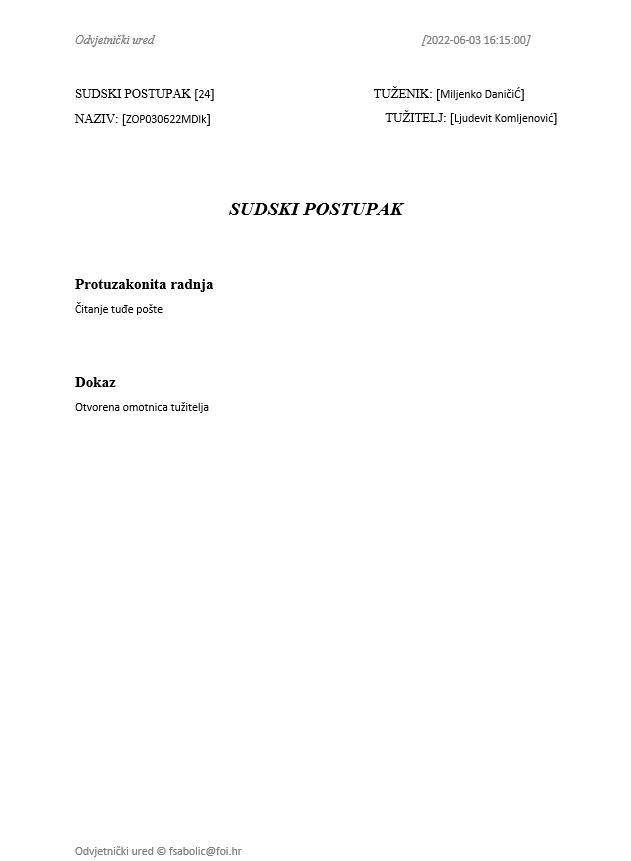 Odvjetnički ured [2022-06-03 16:15:00]
SUDSKI POSTUPAK [24] TUŽENIK: [Miljenko DaničiĆ]
NAZIV: [ZOP030622MDlk] TUŽITELJ: [Ljudevit Komljenović]
SUDSKI POSTUPAK
Protuzakonita radnja
Čitanje tuđe pošte
Dokaz
Otvorena omotnica tužitelja
Odvjetnički ured © fsabolic@foi.hr